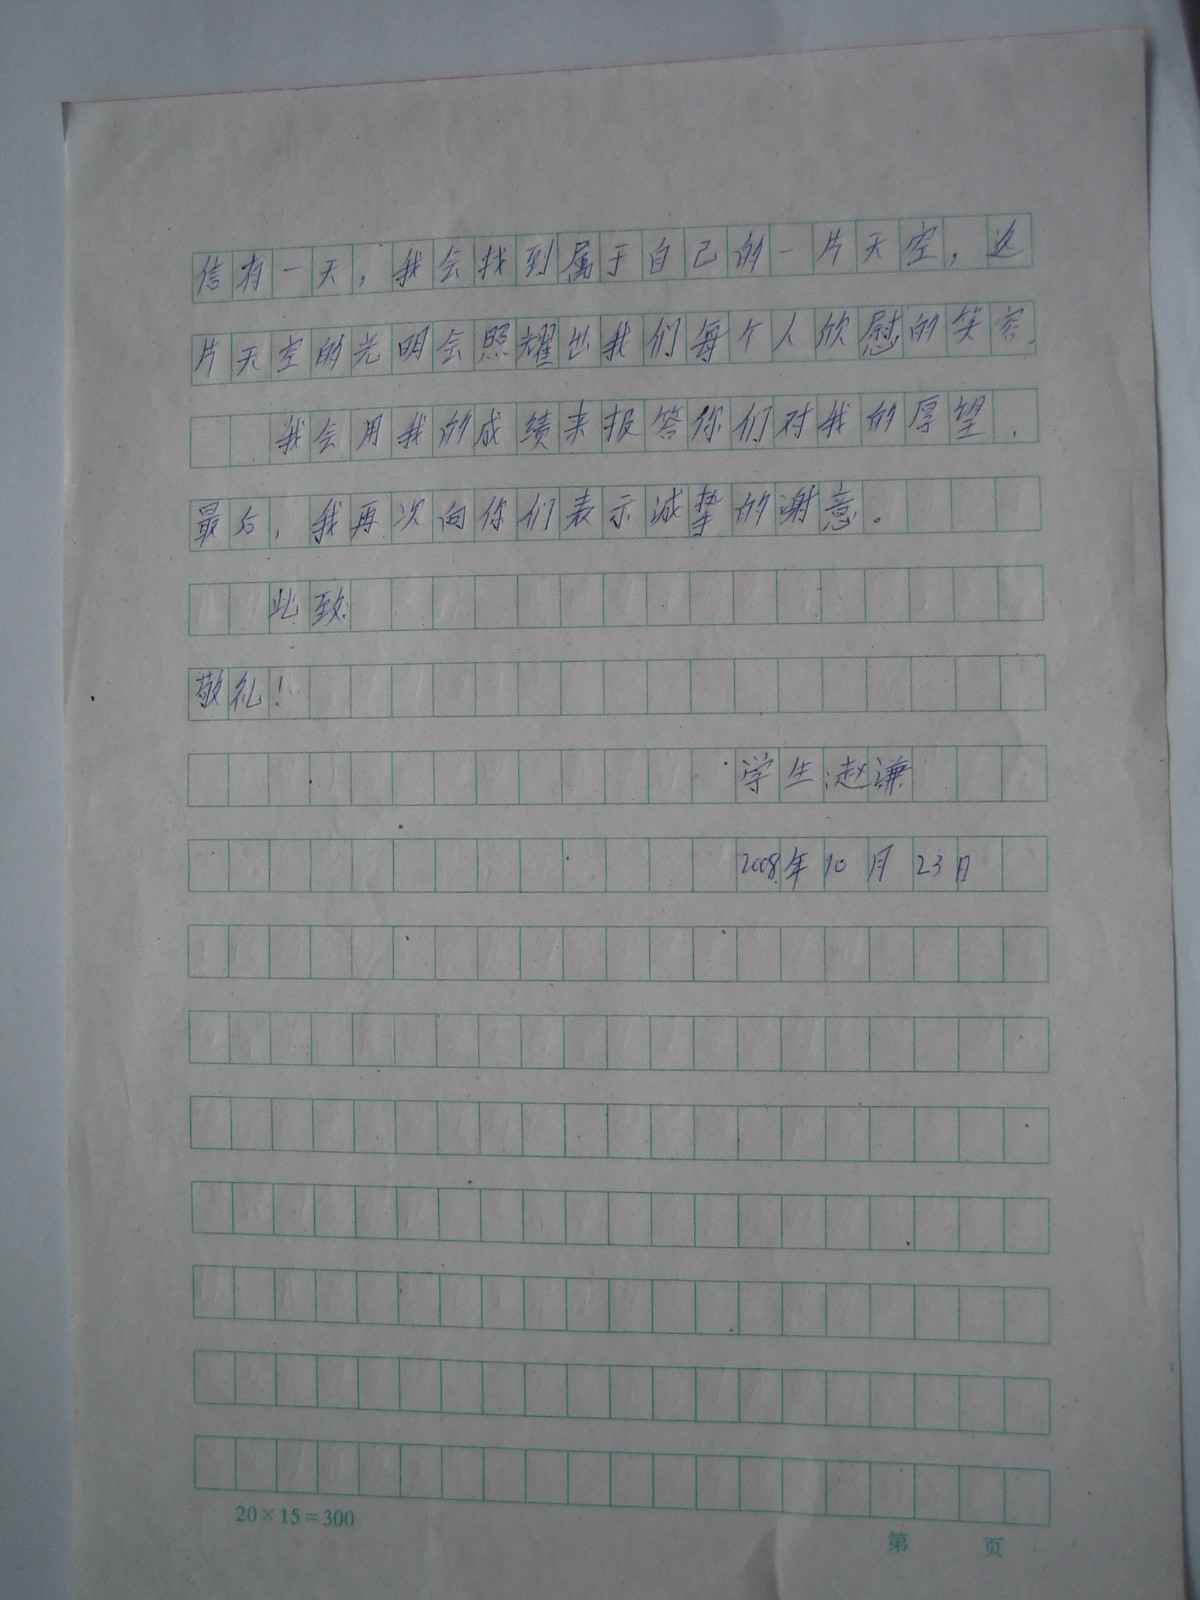 信有一天，我会找到属于自己的一片天空，这
片天空的光明会照耀出我们每个人欣慰的笑容.
我会用我的成绩来报答你们对我的厚望.
最后，我再次向你们表示诚挚的谢意。
此致
敬礼！
学生:赵谦
2008年10月23日
20×15=300
第 页